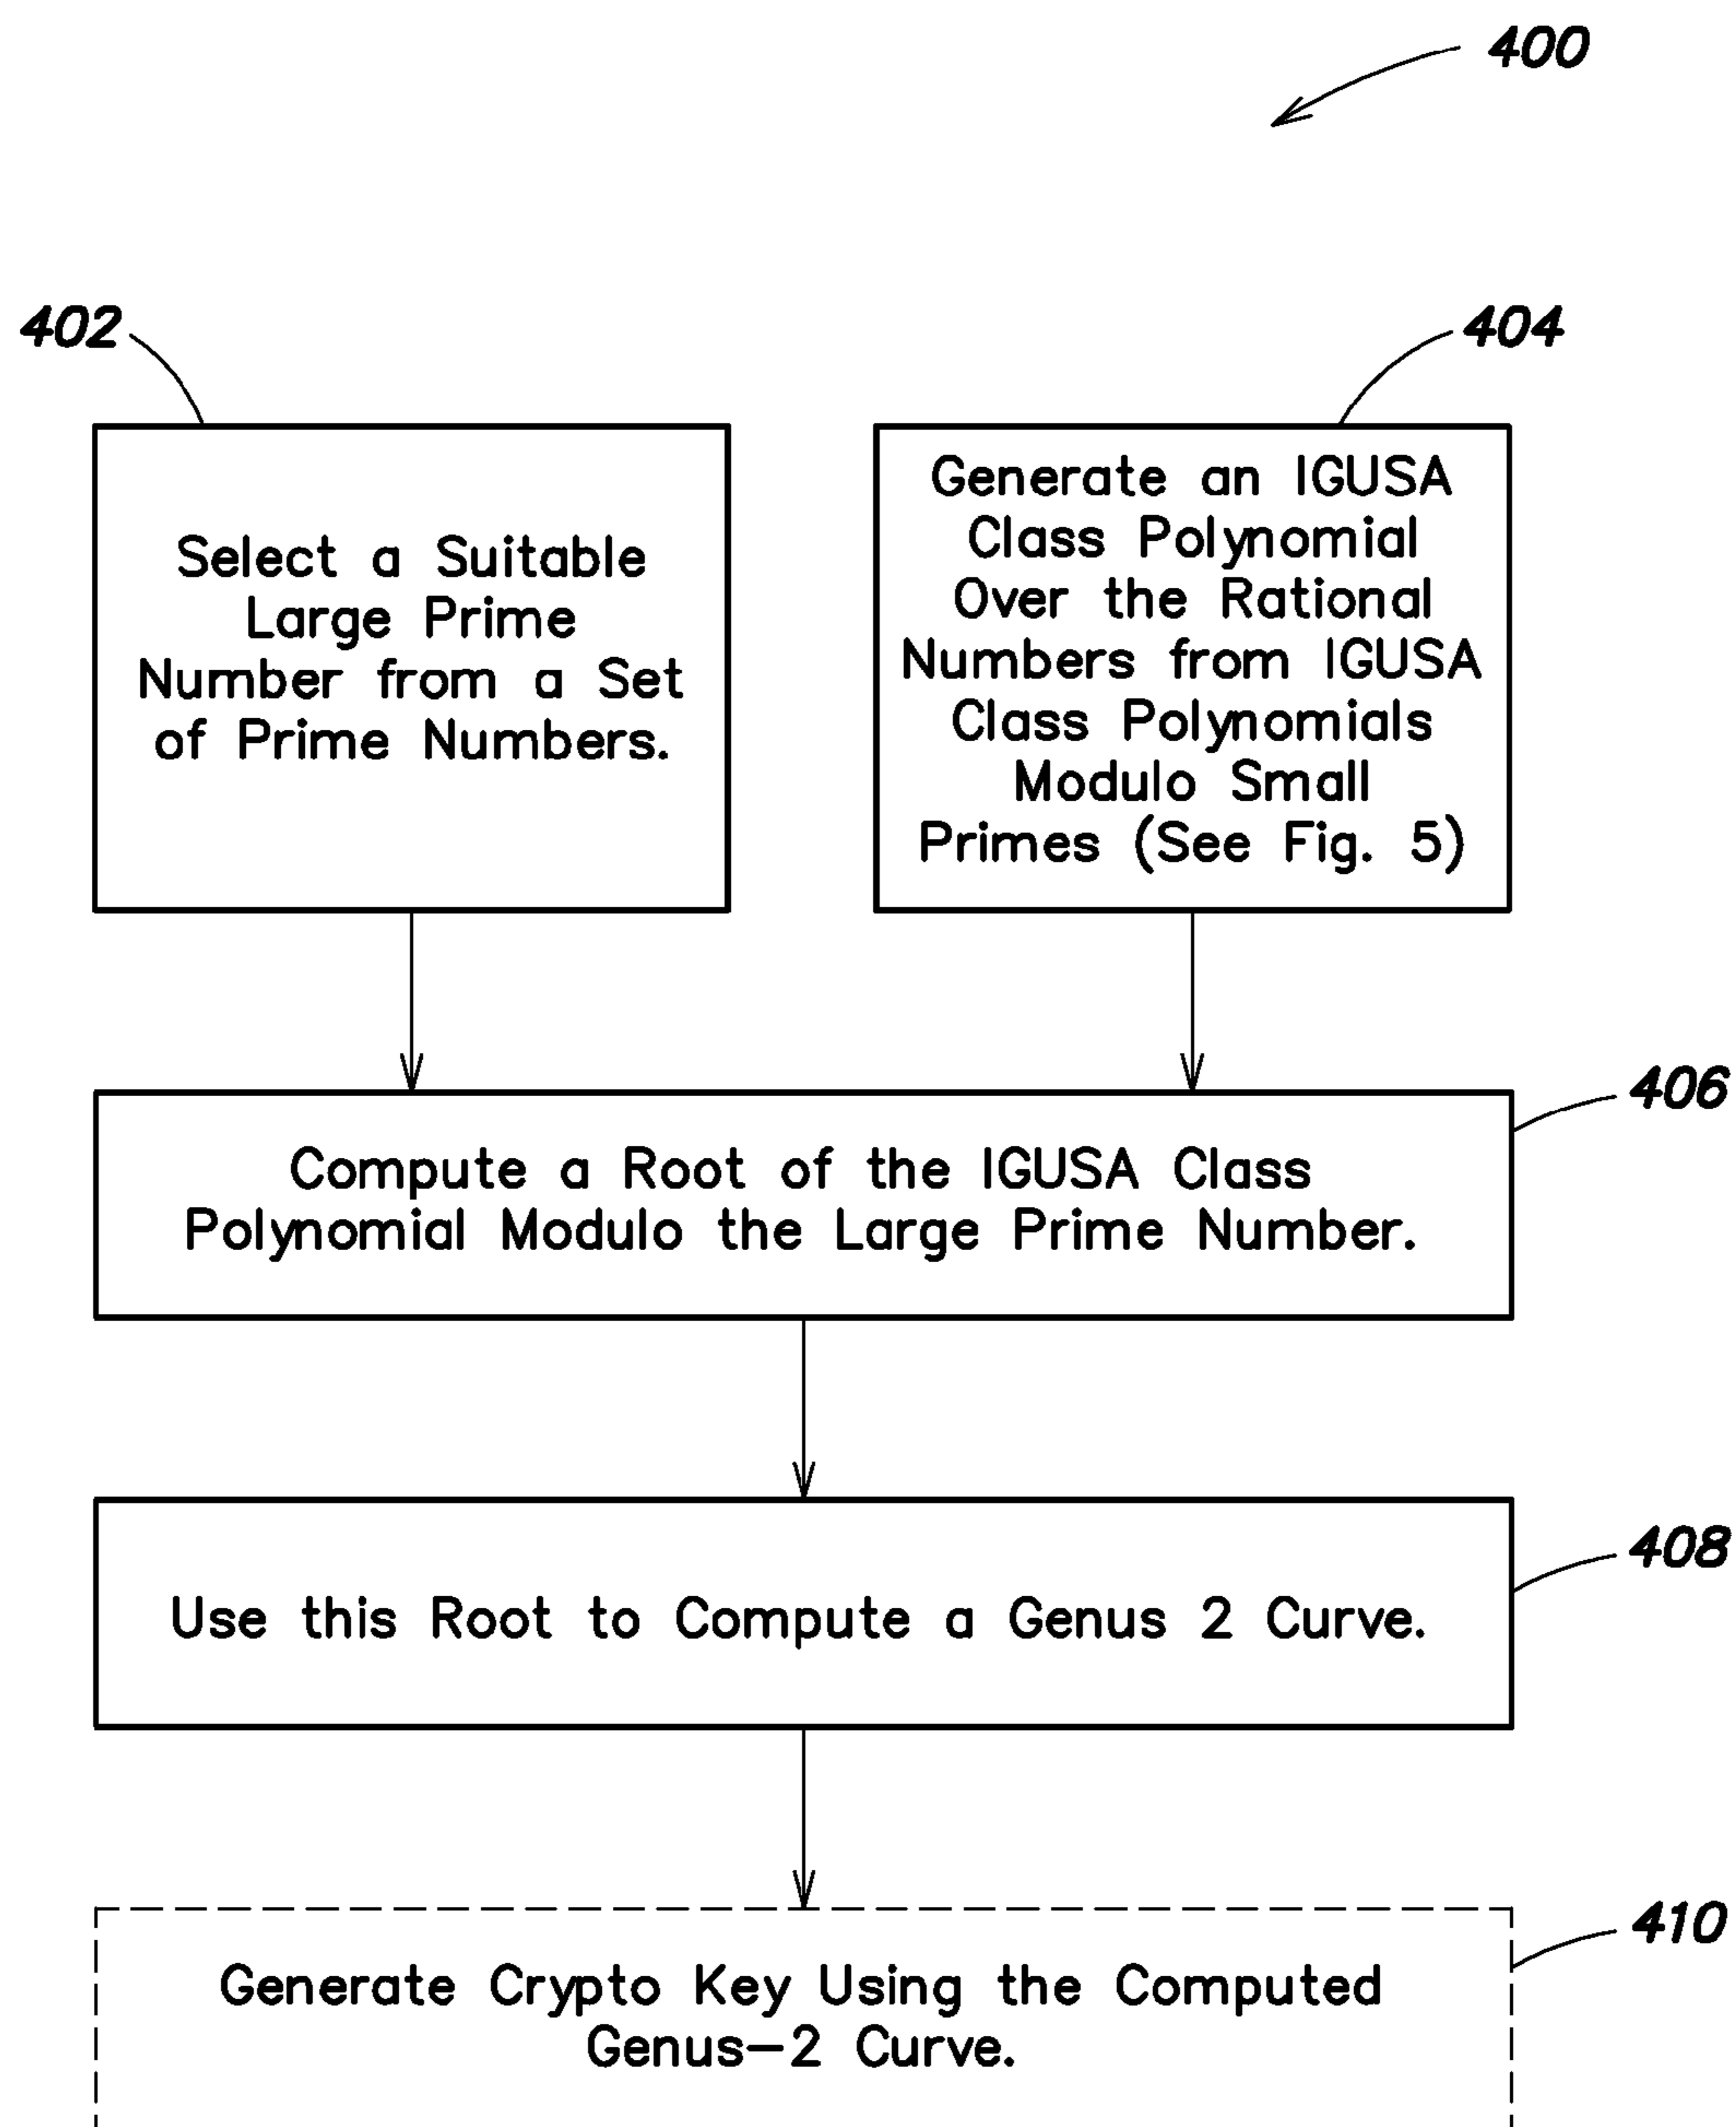 400
402
404
Select a Suitable
Large Prime
Number from a Set
of Prime Numbers.
Generate an IGUSA
Class Polynomial
Over the Rational
Numbers from IGUSA
Class Polynomials
Modulo Small
Primes (See Fig. 5)
406
Compute a Root of the IGUSA Class
Polynomial Modulo the Large Prime Number.
408
Use this Root to Compute a Genus 2 Curve.
410
Generate Crypto Key Using the Computed
Genus-2 Curve.